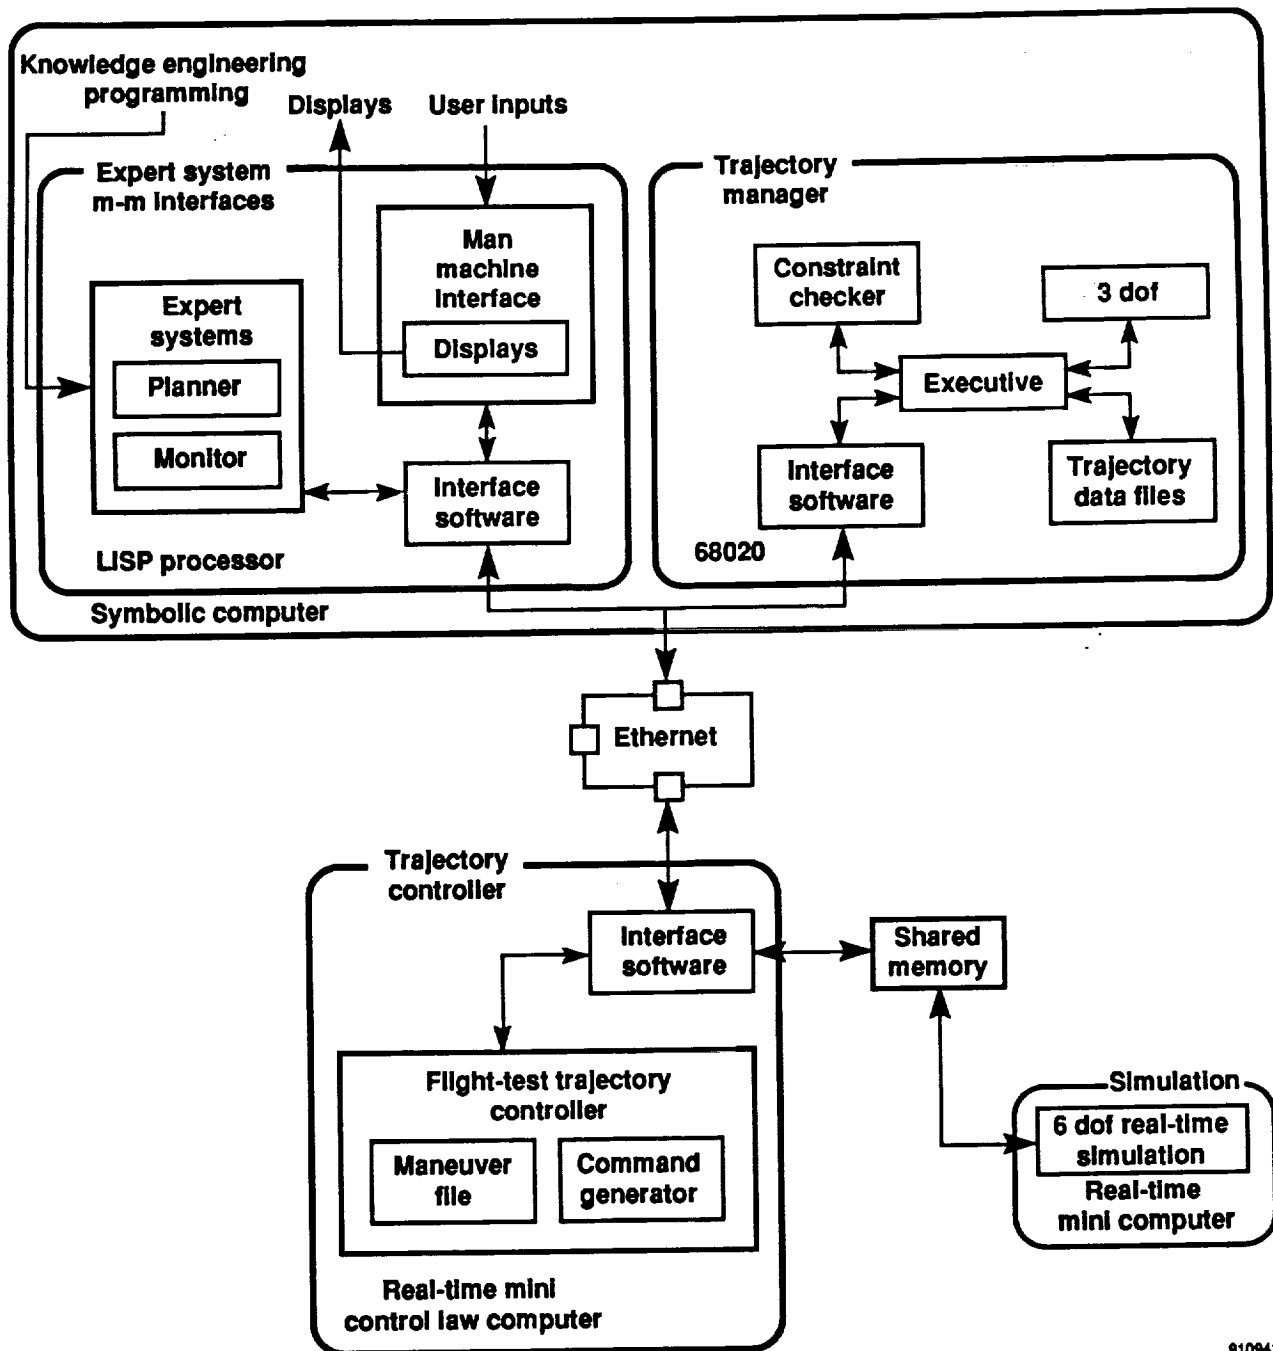 Knowledge engineering
programming
Displays
User inputs
Expert system
m-m interfaces
Man
machine
interface
Displays
Expert
systems
Planner
Monitor
Interface
software
LISP processor
Symbolic computer
Trajectory
manager
Constraint
checker
3 dof
Executive
Interface
software
Trajectory
data files
68020
Ethernet
Trajectory
controller
Interface
software
Shared
memory
Flight-test trajectory
controller
Maneuver
file
Command
generator
Real-time mini
control law computer
Simulation
6 dof real-time
simulation
Real-time
mini computer